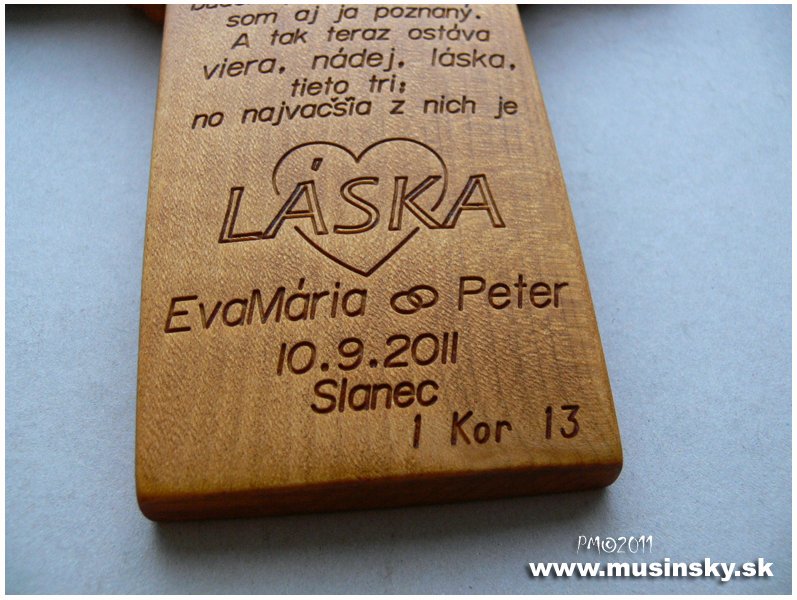 som aj ja poznaný.
A tak teraz ostáva
viera, nádej, láska,
tieto tri;
no najvacšia z nich je
LÁSKA
EvaMária Peter
10.9.2011
Slanec
1 Kor 13
PM©2011
www.musinsky.sk